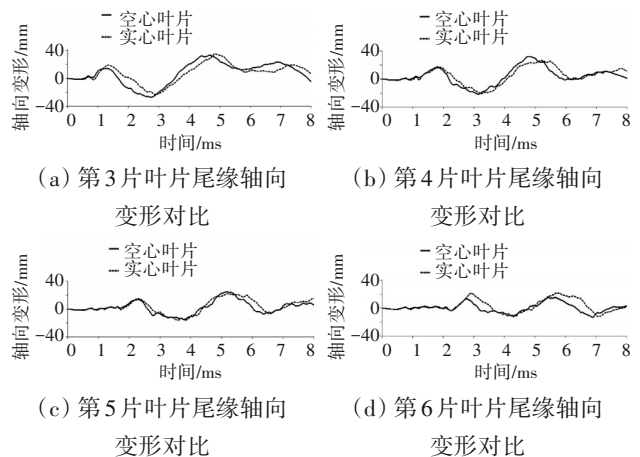 空心叶片
实心叶片
40
0
-40
轴向变形/mm
0 1 2 3 4 5 6 7 8
时间/ms
(a)第3片叶片尾缘轴向
变形对比
空心叶片
实心叶片
40
0
-40
轴向变形/mm
0 1 2 3 4 5 6 7 8
时间/ms
(b)第4片叶片尾缘轴向
变形对比
空心叶片
实心叶片
40
0
-40
轴向变形/mm
0 1 2 3 4 5 6 7 8
时间/ms
(c)第5片叶片尾缘轴向
变形对比
空心叶片
实心叶片
40
0
-40
轴向变形/mm
0 1 2 3 4 5 6 7 8
时间/ms
(d)第6片叶片尾缘轴向
变形对比